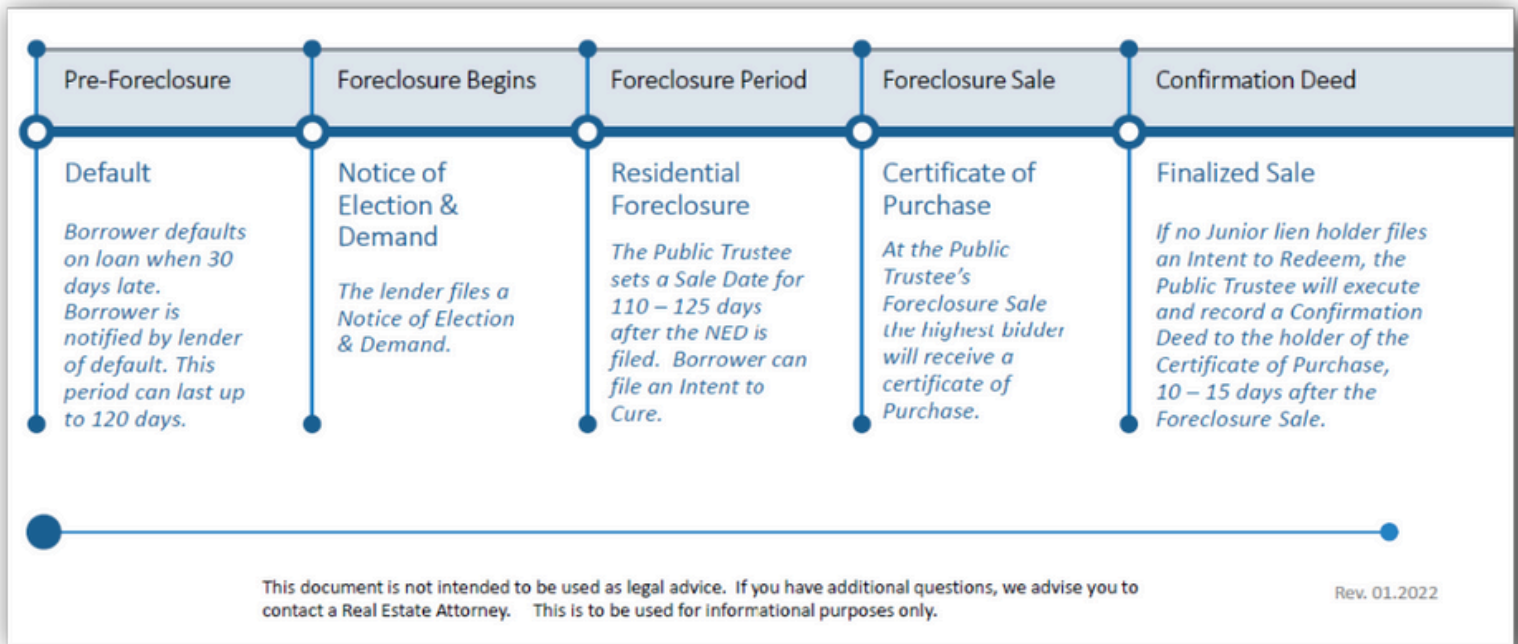 Pre-Foreclosure
Foreclosure Begins
Foreclosure Period
Foreclosure Sale
Confirmation Deed
Default
Borrower defaults
on loan when 30
days late.
Borrower is
notified by lender
of default. This
period can last up
to 120 days.
Notice of
Election &
Demand
The lender files a
Notice of Election
& Demand.
Residential
Foreclosure
The Public Trustee
sets a Sale Date for
110 – 125 days
after the NED is
filed.  Borrower can
file an Intent to
Cure.
Certificate of
Purchase
At the Public
Trustee's
Foreclosure Sale
the highest bidder
will receive a
certificate of
Purchase.
Finalized Sale
If no Junior lien holder files
an Intent to Redeem, the
Public Trustee will execute
and record a Confirmation
Deed to the holder of the
Certificate of Purchase,
10 – 15 days after the
Foreclosure Sale.
This document is not intended to be used as legal advice.  If you have additional questions, we advise you to
contact a Real Estate Attorney.    This is to be used for informational purposes only.
Rev. 01.2022